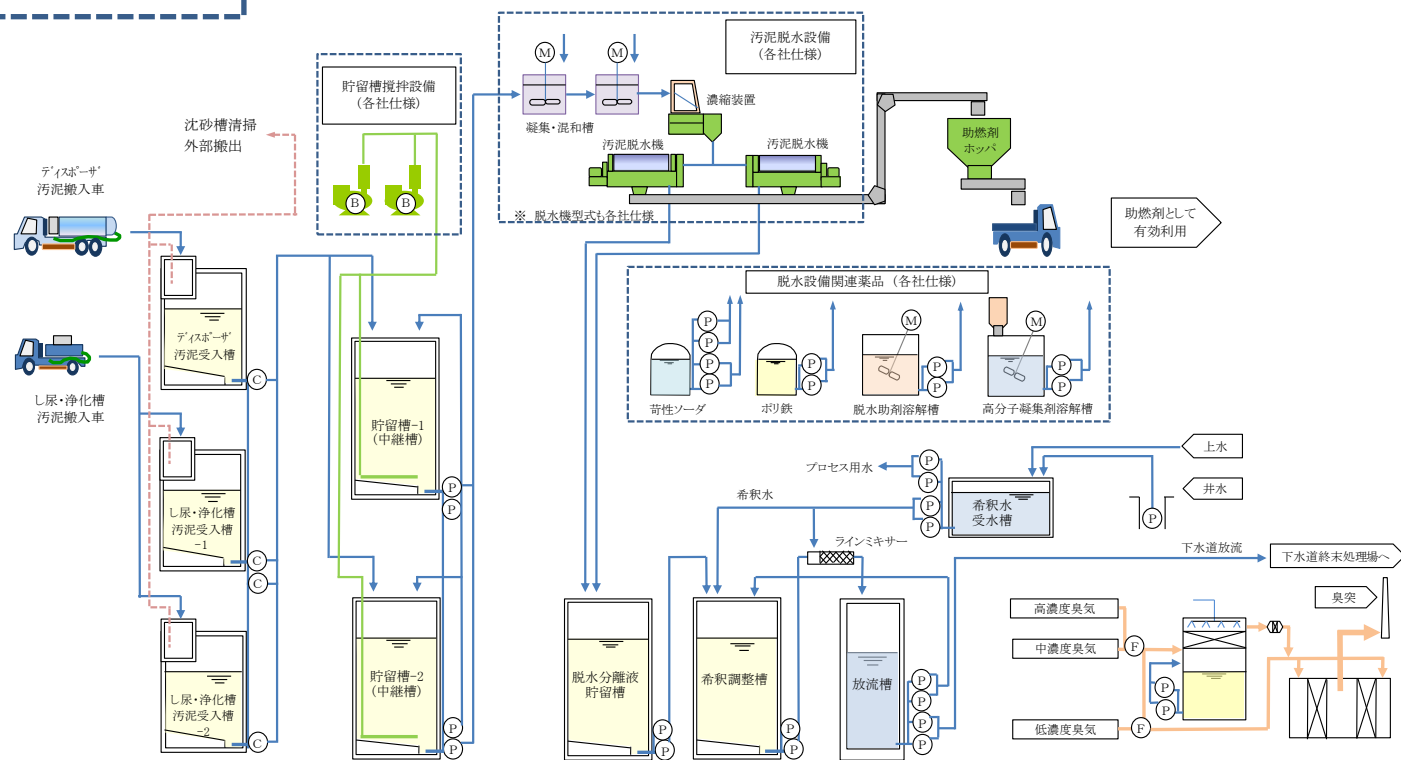 汚泥脱水設備
(各社仕様)
貯留槽撹拌設備
(各社仕様)
M
M
濃縮装置
凝集・混和槽
汚泥脱水機
汚泥脱水機
助燃剤
ホッパ
沈砂槽清掃
外部搬出
ディスポーザ
汚泥搬入車
B
B
※ 脱水機型式も各社仕様
助燃剤として
有効利用
脱水設備関連薬品 (各社仕様)
ディスポーザ
汚泥受入槽
C
し尿・浄化槽
汚泥搬入車
P
P
P
P
P
P
M
P
P
M
P
P
苛性ソーダ
ポリ鉄
脱水助剤溶解槽
高分子凝集剤溶解槽
貯留槽-1
(中継槽)
P
P
し尿・浄化槽
汚泥受入槽
-1
C
C
上水
プロセス用水
P
P
P
希釈水
希釈水
受水槽
井水
P
ラインミキサー
下水道放流
下水道終末処理場へ
臭突
高濃度臭気
中濃度臭気
低濃度臭気
F
F
P
P
し尿・浄化槽
汚泥受入槽
-2
C
貯留槽-2
(中継槽)
P
P
脱水分離液
貯留槽
P
P
希釈調整槽
P
P
放流槽
P
P
P
P